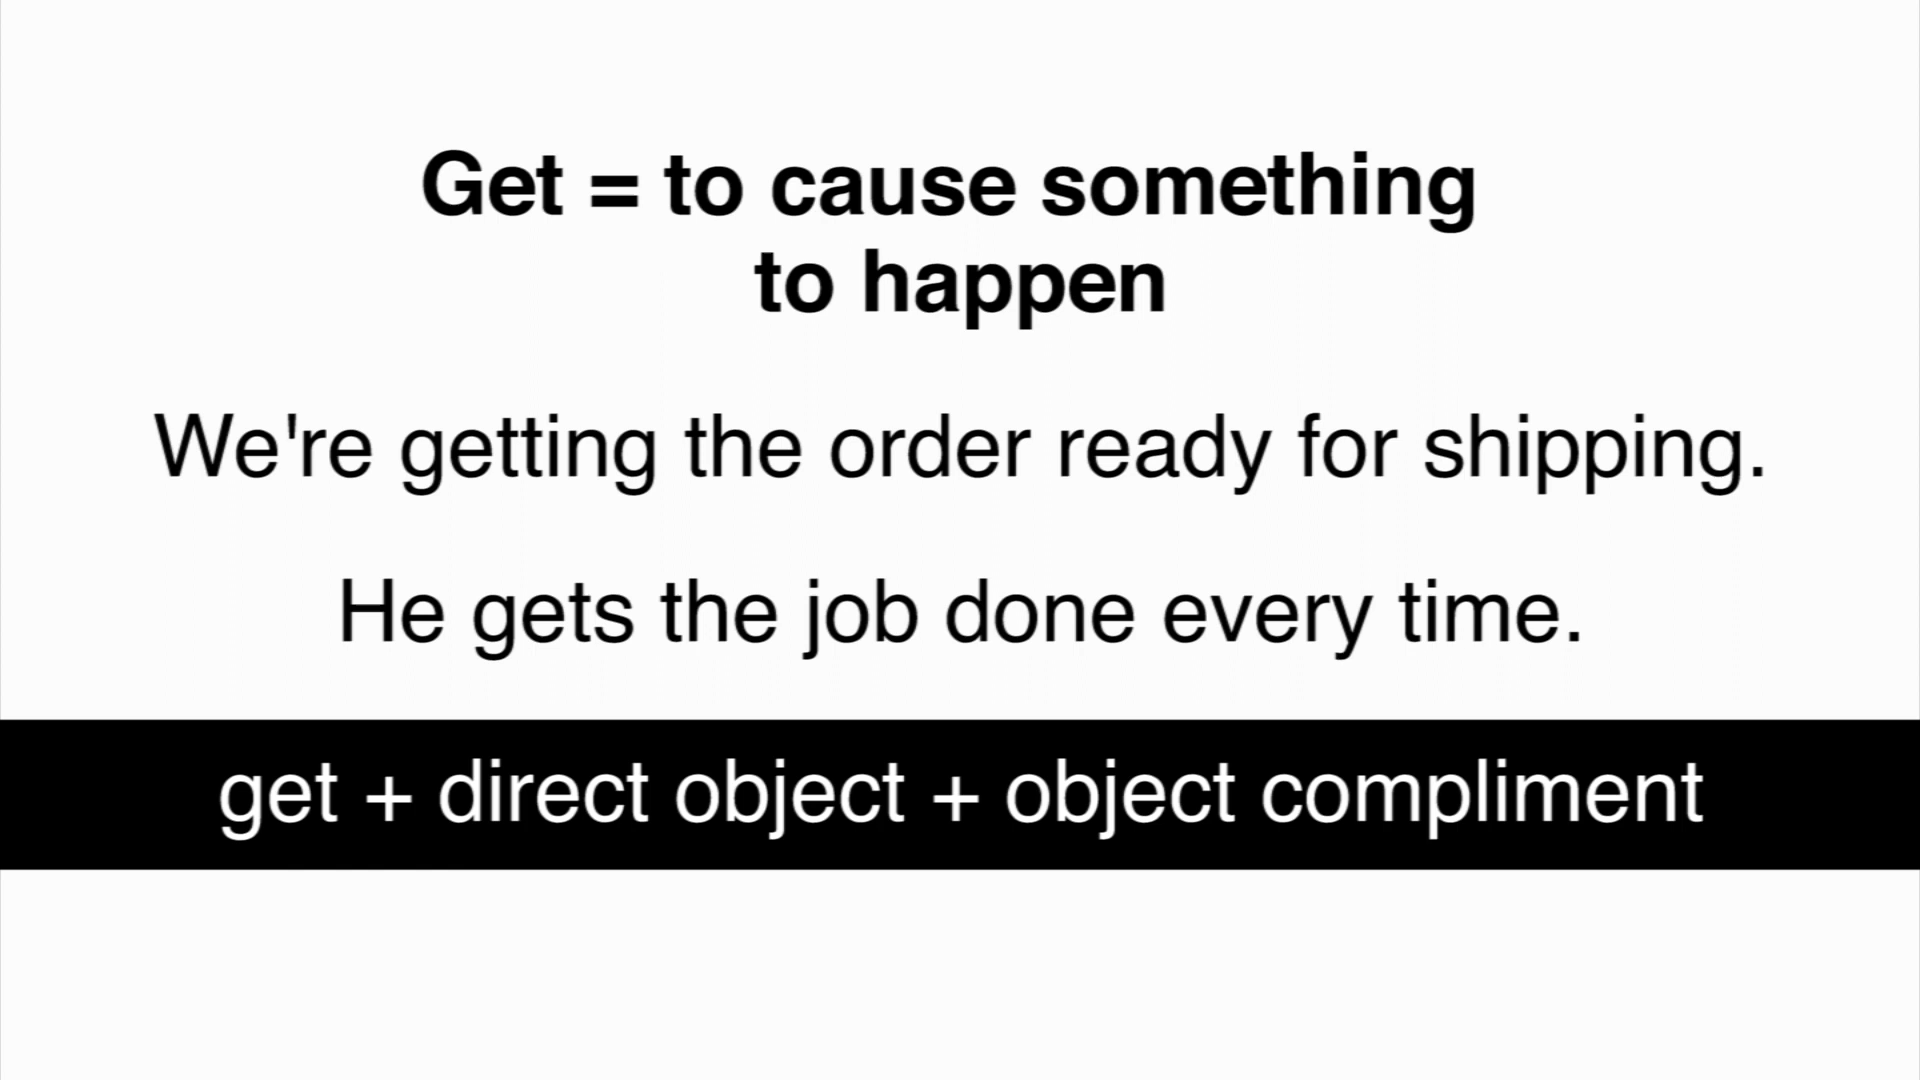 Get = to cause something
to happen
We're getting the order ready for shipping.
He gets the job done every time.
get + direct object + object compliment